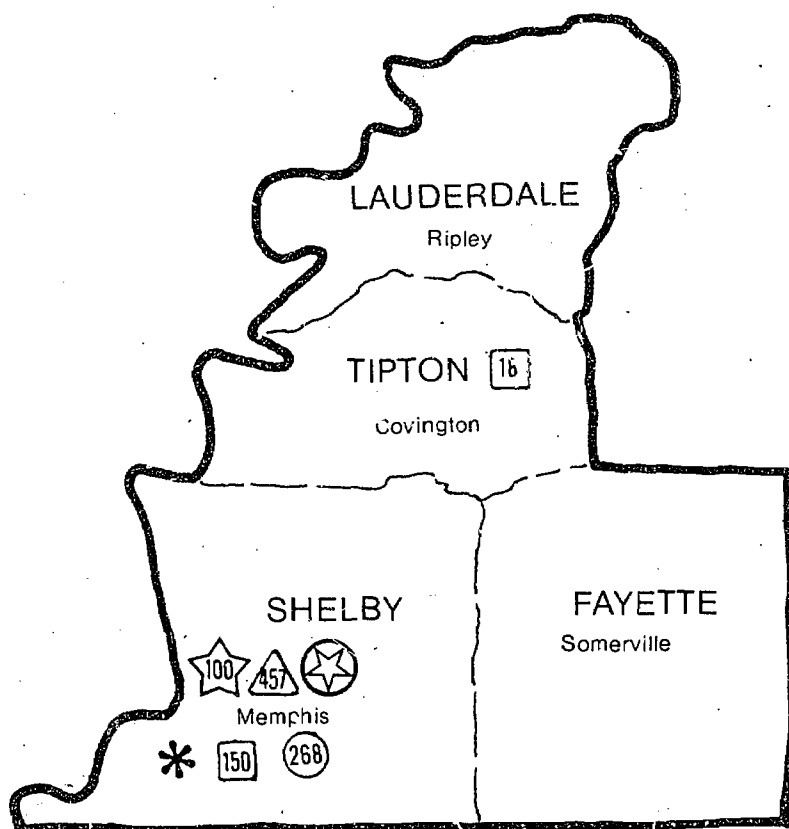 LAUDERDALE
Ripley
TIPTON 16
Covington
SHELBY
FAYETTE
Somerville
100 457
Memphis
150 268